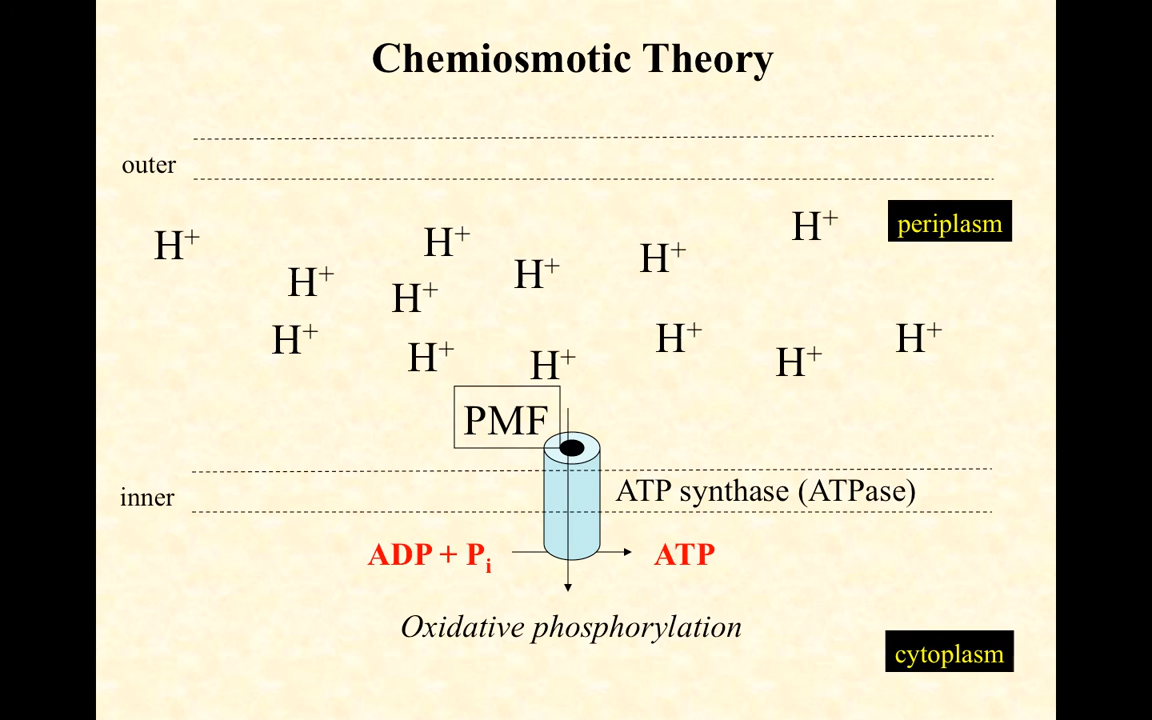 Chemiosmotic Theory
outer
periplasm
H⁺
H⁺
H⁺
H⁺
H⁺
H⁺
H⁺
H⁺
H⁺
H⁺
H⁺
H⁺
H⁺
PMF
inner
ATP synthase (ATPase)
ADP + Pᵢ
ATP
Oxidative phosphorylation
cytoplasm